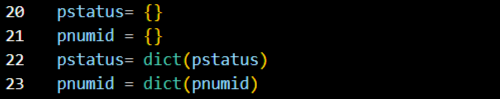 20 pstatus= {}
21 pnumid = {}
22 pstatus= dict(pstatus)
23 pnumid = dict(pnumid)